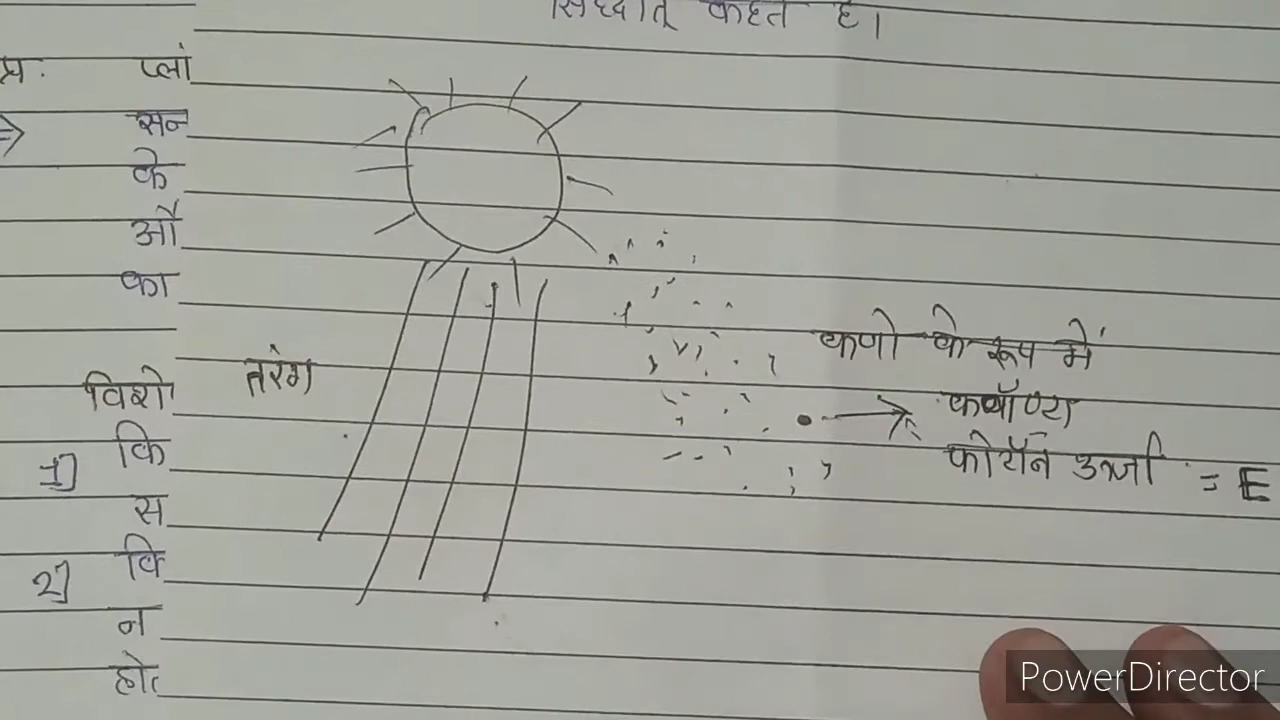 सिद्धांत कहते है।
प्र. प्लां
⇒ सन
के
औ
का
कणो के रूप में
तरंग
विशे
क्वॉण्टा
फोटॉन ऊर्जा = E
1] कि
स
2] वि
न
हो
PowerDirector